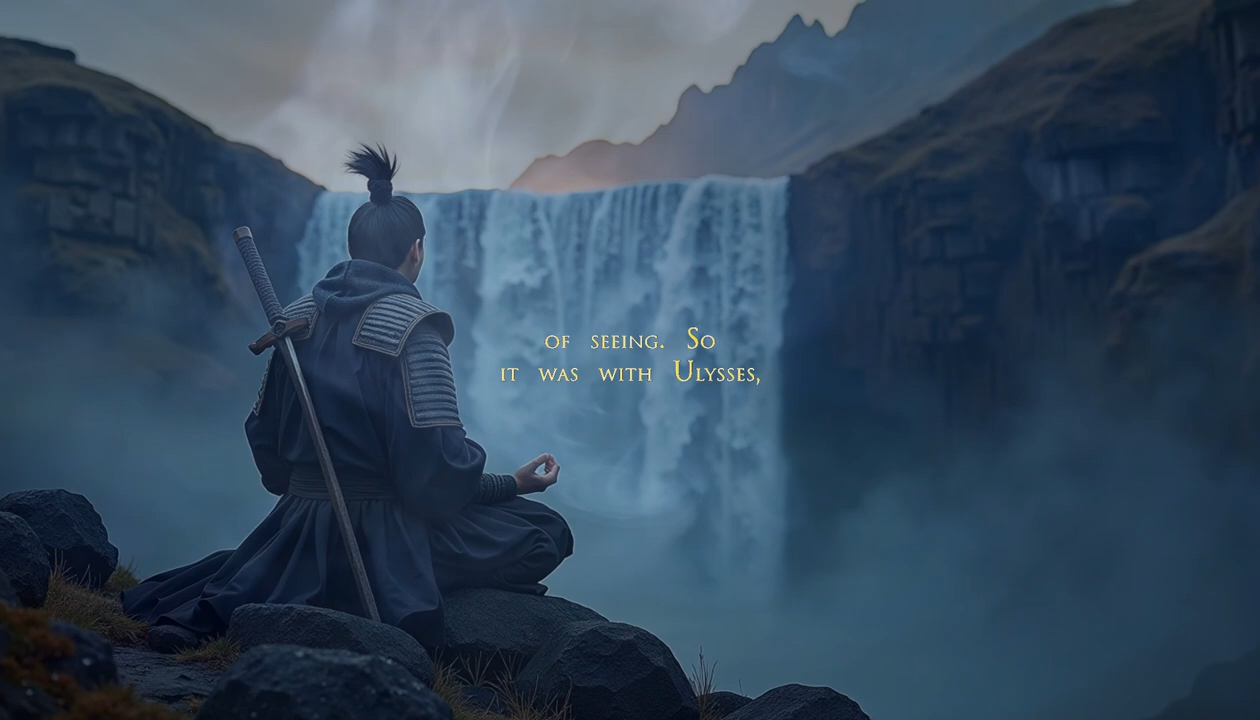 of seeing. So
it was with Ulysses,